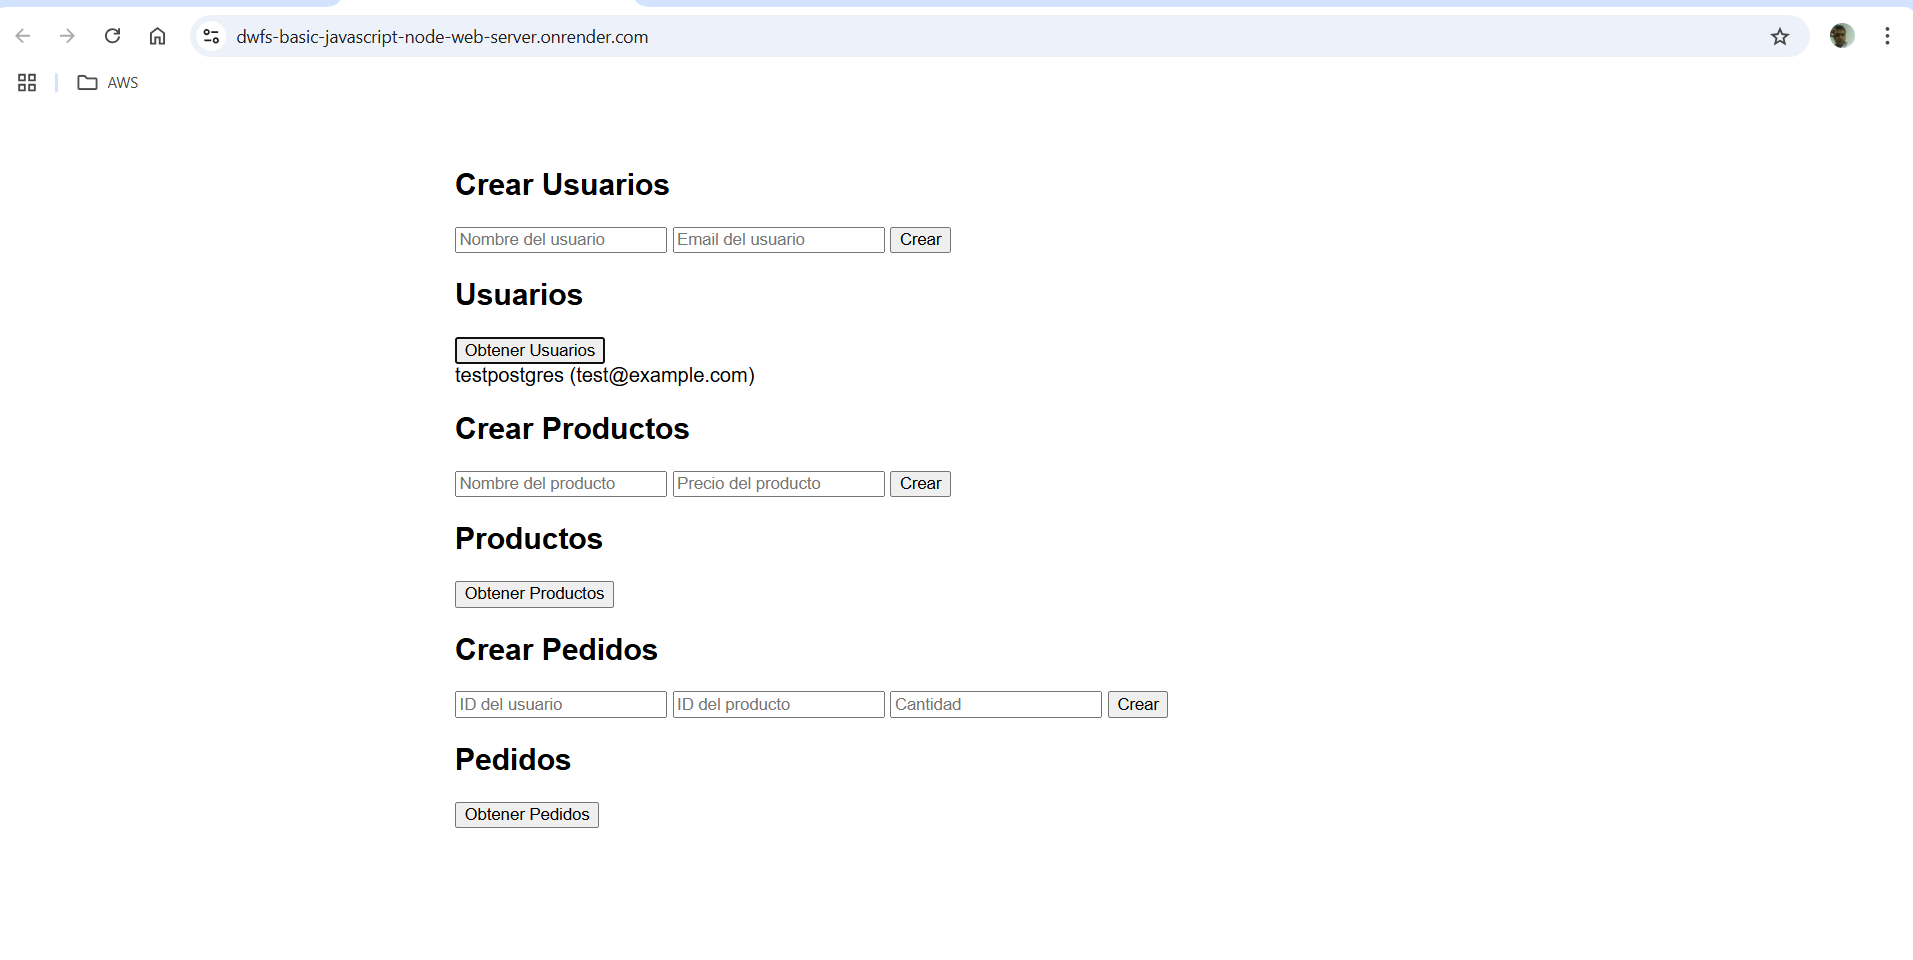 dwfs-basic-javascript-node-web-server.onrender.com
AWS
Crear Usuarios
Nombre del usuario Email del usuario Crear
Usuarios
Obtener Usuarios
testpostgres (test@example.com)
Crear Productos
Nombre del producto Precio del producto Crear
Productos
Obtener Productos
Crear Pedidos
ID del usuario ID del producto Cantidad Crear
Pedidos
Obtener Pedidos